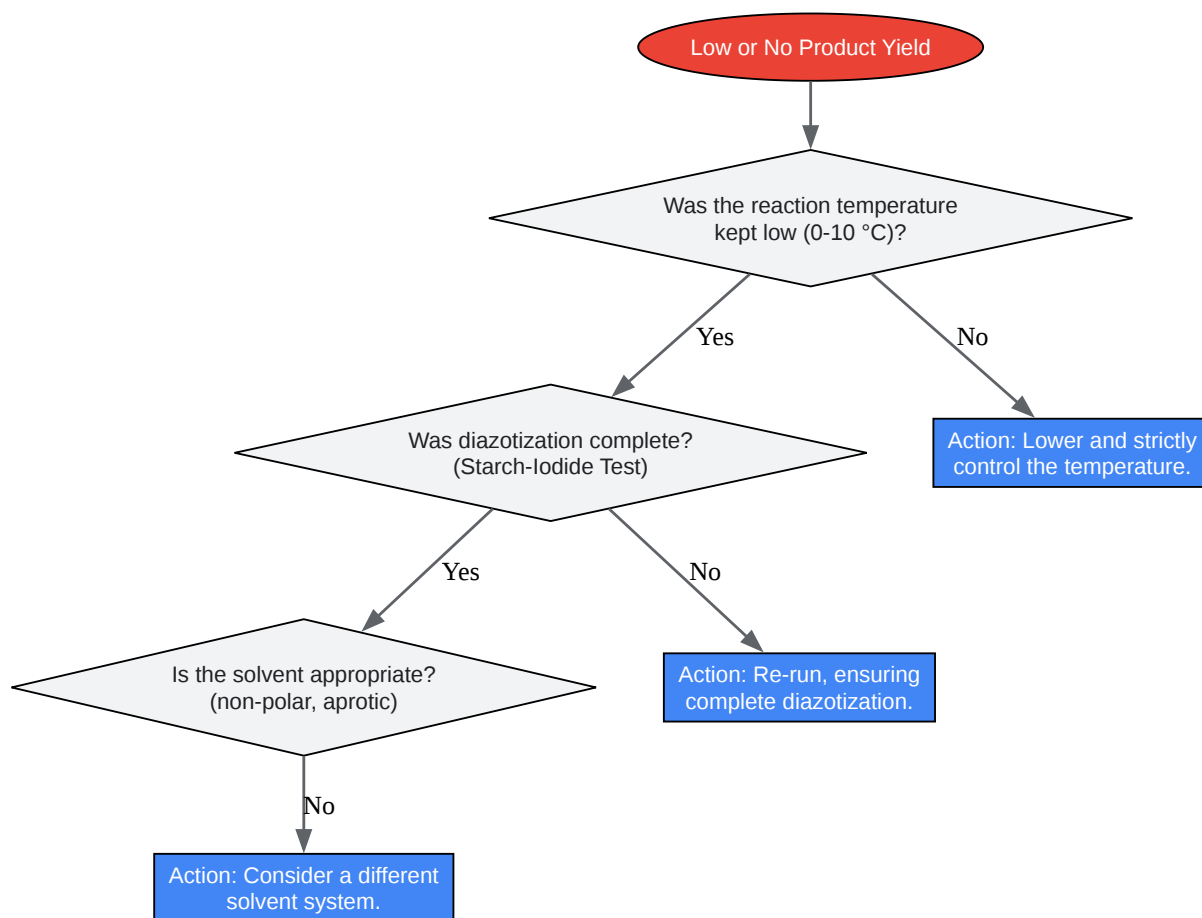 Low or No Product Yield
Was the reaction temperature
kept low (0-10 °C)?
Yes
No
Was diazotization complete?
(Starch-Iodide Test)
Action: Lower and strictly
control the temperature.
Yes
No
Is the solvent appropriate?
(non-polar, aprotic)
Action: Re-run, ensuring
complete diazotization.
No
Action: Consider a different
solvent system.